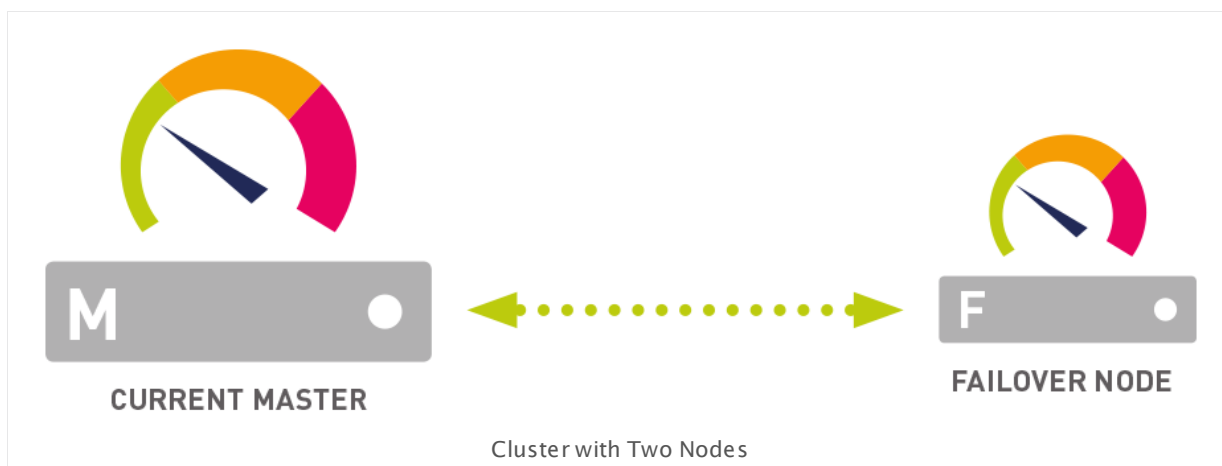 M
F
CURRENT MASTER
FAILOVER NODE
Cluster with Two Nodes